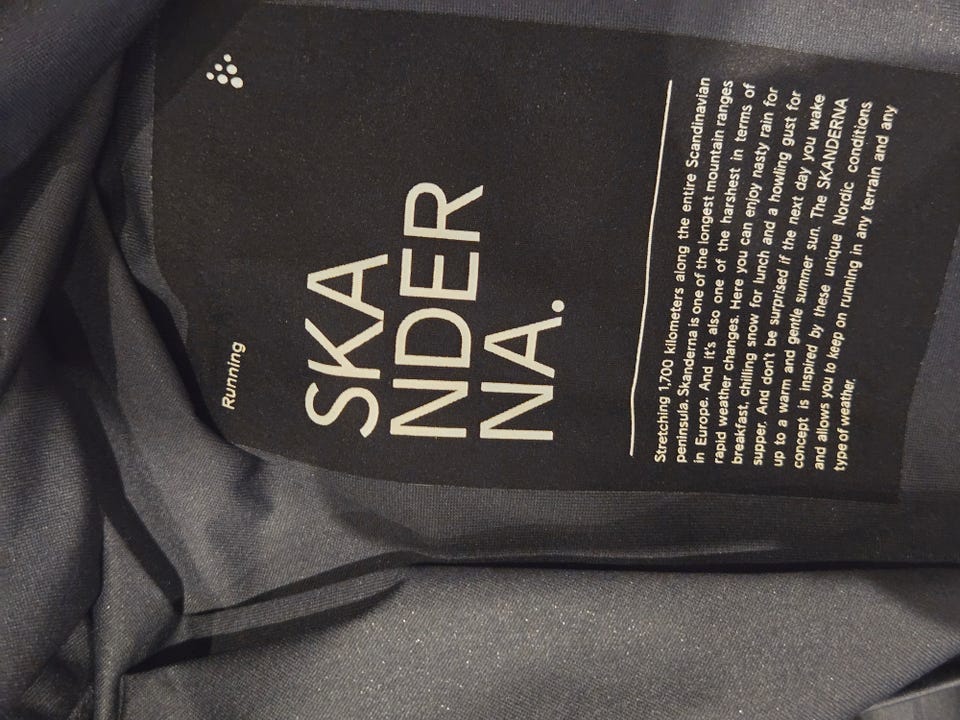 Running
SKA
NDER
NA.
Stretching 1,700 kilometers along the entire Scandinavian
peninsula. Skanderna is one of the longest mountain ranges
in Europe. And it's also one of the harshest in terms of
rapid weather changes. Here you can enjoy nasty rain for
breakfast, chilling snow for lunch and a howling gust for
supper. And don't be surprised if the next day you wake
up to a warm and gentle summer sun. The SKANDERNA
concept is inspired by these unique Nordic conditions
and allows you to keep on running in any terrain and any
type of weather.